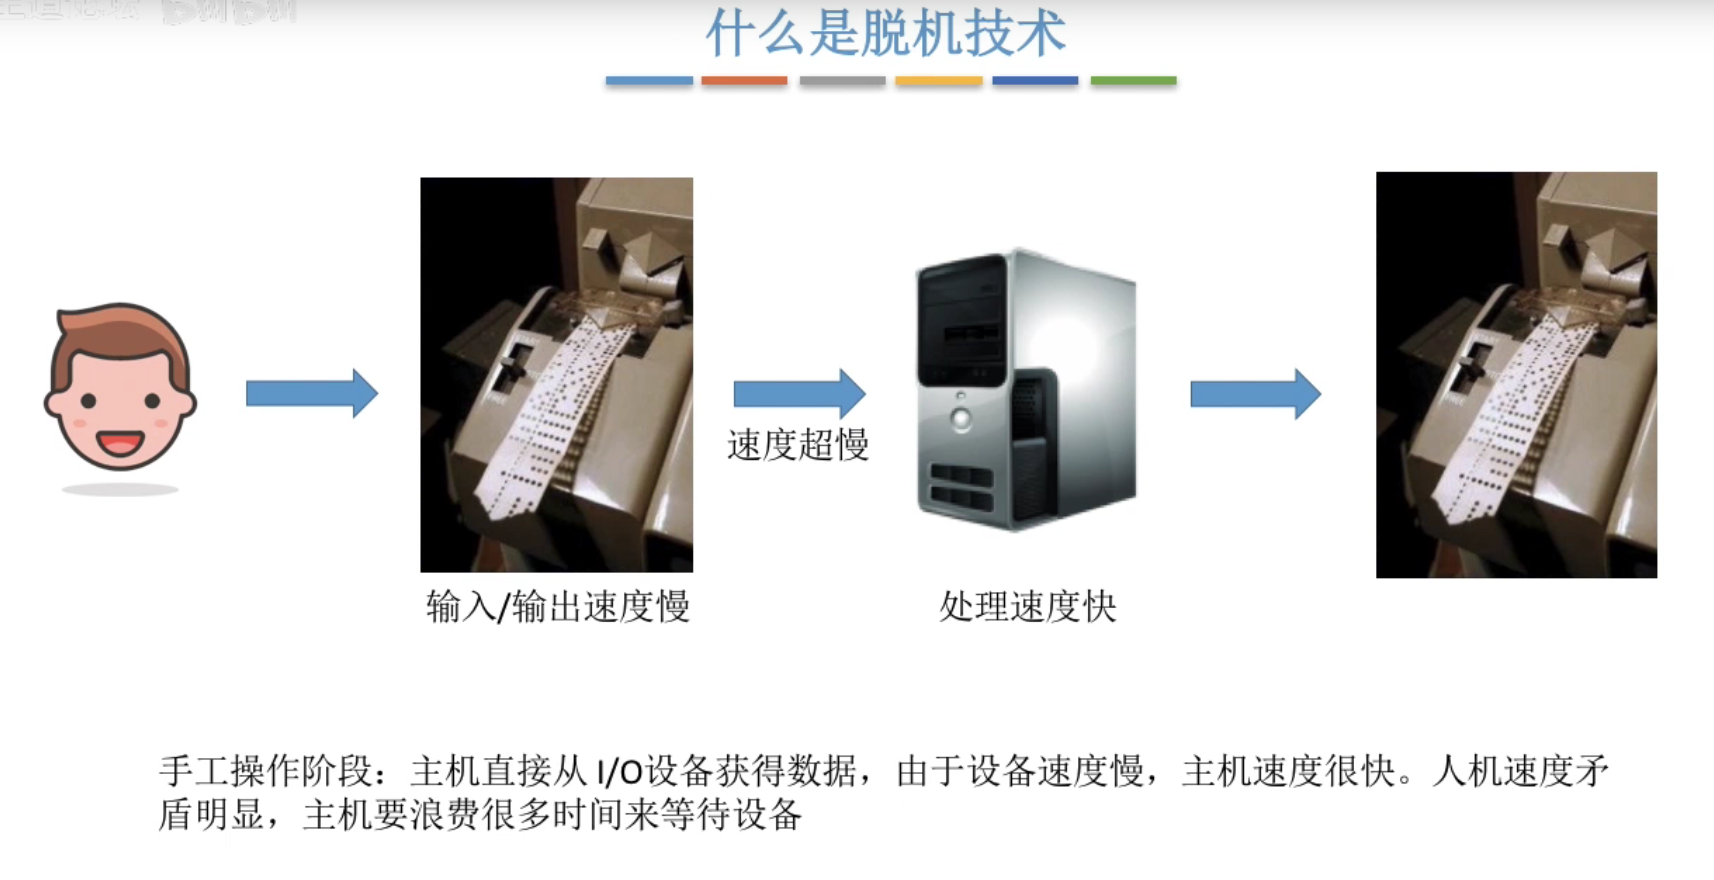 什么是脱机技术
速度超慢
输入/输出速度慢
处理速度快
手工操作阶段：主机直接从 I/O设备获得数据，由于设备速度慢，主机速度很快。人机速度矛
盾明显，主机要浪费很多时间来等待设备